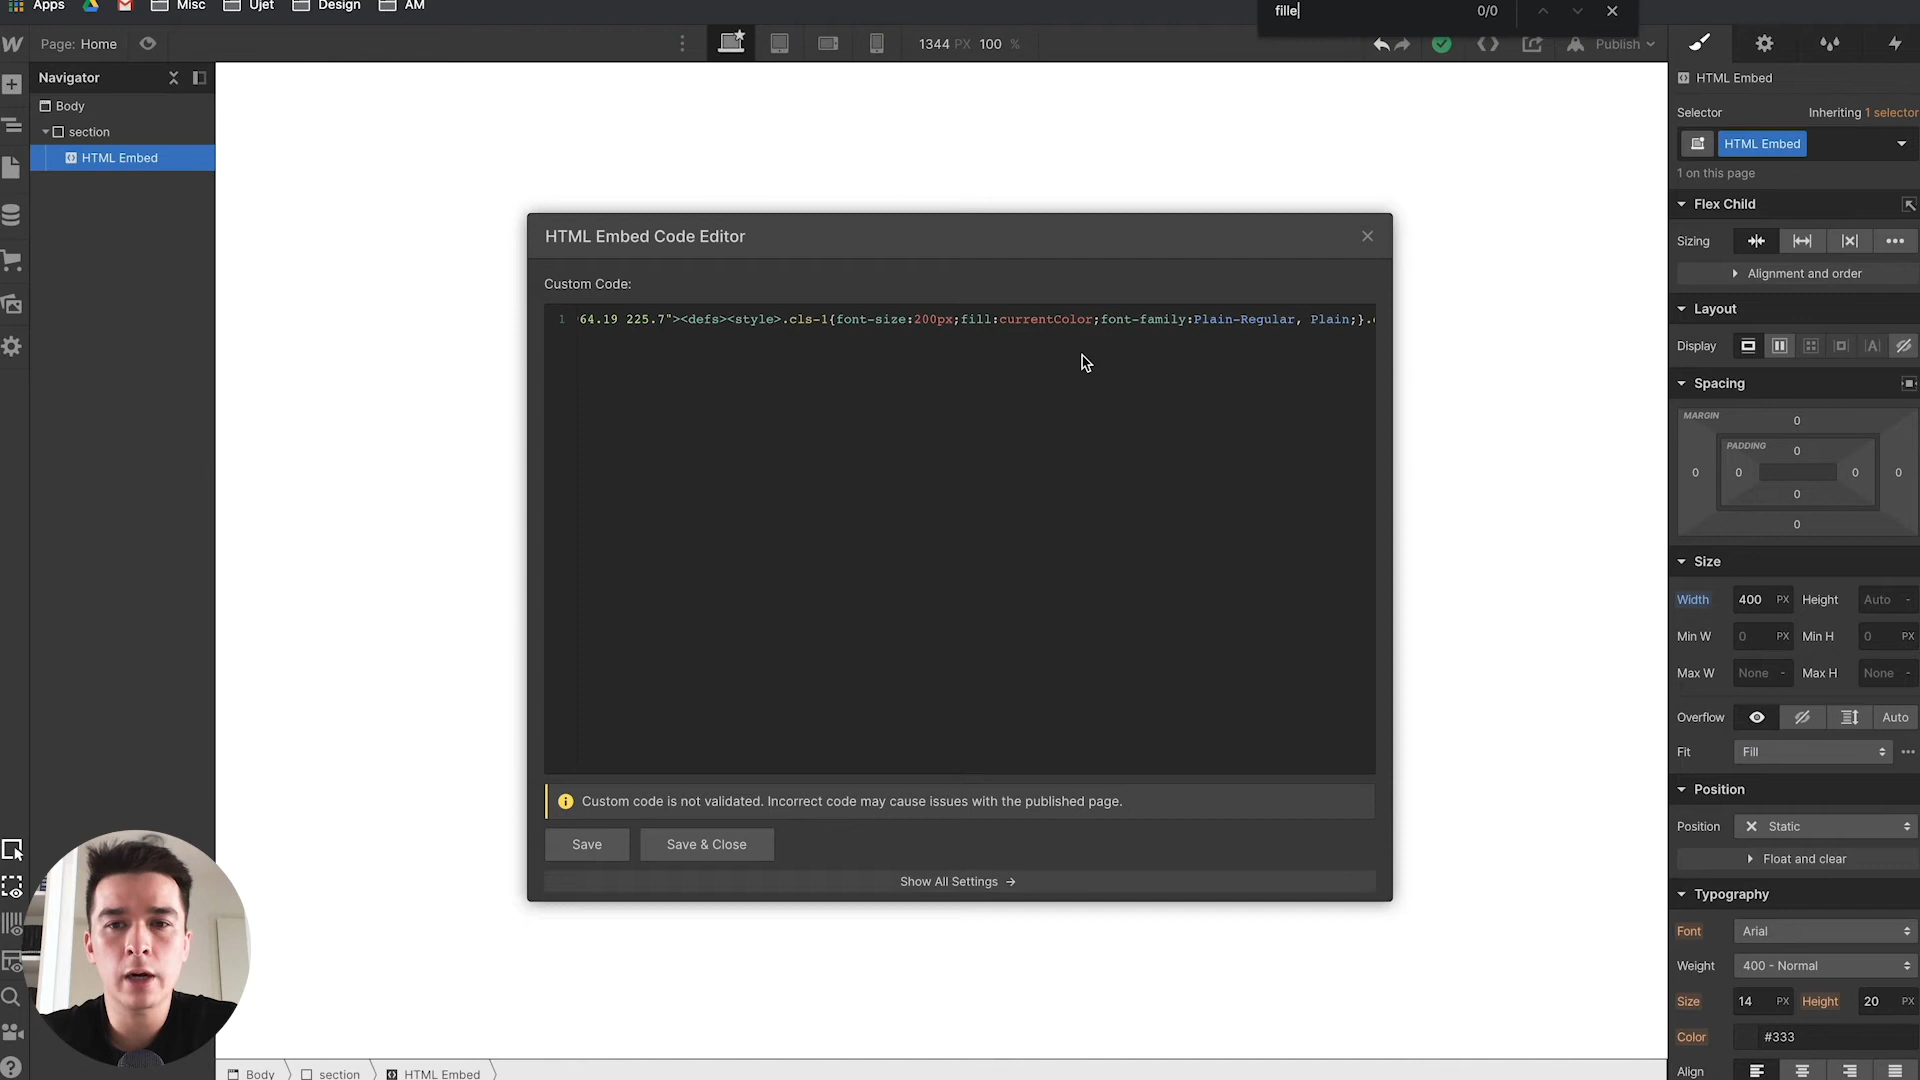 Apps Misc Ujet Design AM fille 0/0
Page: Home 1344 PX 100 % Publish
Navigator
Body
section
HTML Embed
HTML Embed Code Editor
Custom Code:
1 64.19 225.7"><defs><style>.cls-1{font-size:200px;fill:currentColor;font-family:Plain-Regular, Plain;}.
Custom code is not validated. Incorrect code may cause issues with the published page.
Save Save & Close
Show All Settings →
HTML Embed
Selector Inheriting 1 selector
HTML Embed
1 on this page
Flex Child
Sizing
Alignment and order
Layout
Display
Spacing
MARGIN
0
PADDING
0
0 0 0 0
0
0
Size
Width 400 PX Height Auto -
Min W 0 PX Min H 0 PX
Max W None - Max H None -
Overflow Auto
Fit Fill
Position
Position Static
Float and clear
Typography
Font Arial
Weight 400 - Normal
Size 14 PX Height 20 PX
Color #333
Align
Body section HTML Embed